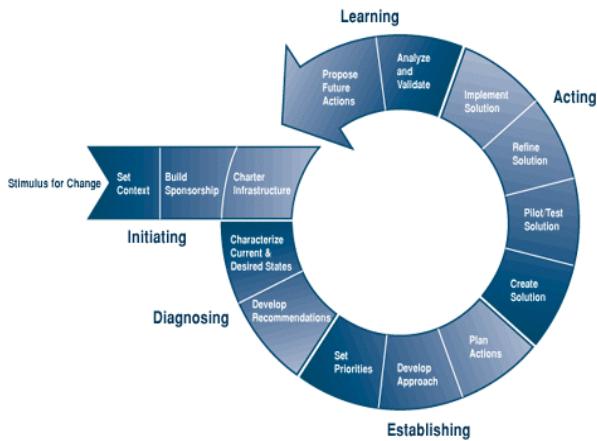 Learning
Analyze
and
Validate
Propose
Future
Actions
Implement
Solution
Acting
Refine
Solution
Stimulus for Change
Set
Context
Build
Sponsorship
Charter
Infrastructure
Pilot/Test
Solution
Initiating
Characterize
Current &
Desired States
Create
Solution
Diagnosing
Develop
Recommendations
Plan
Actions
Set
Priorities
Develop
Approach
Establishing